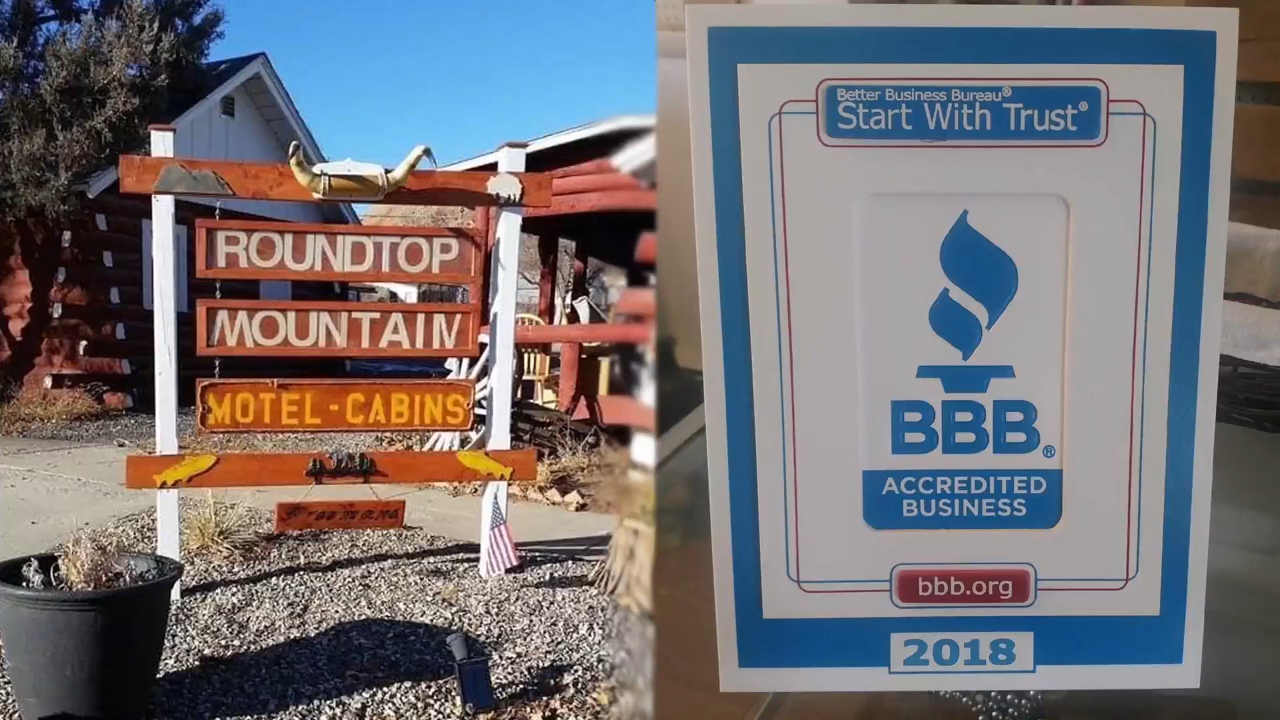 ROUNDTOP
MOUNTAIN
MOTEL-CABINS
Better Business Bureau®
Start With Trust®
BBB®
ACCREDITED
BUSINESS
bbb.org
2018